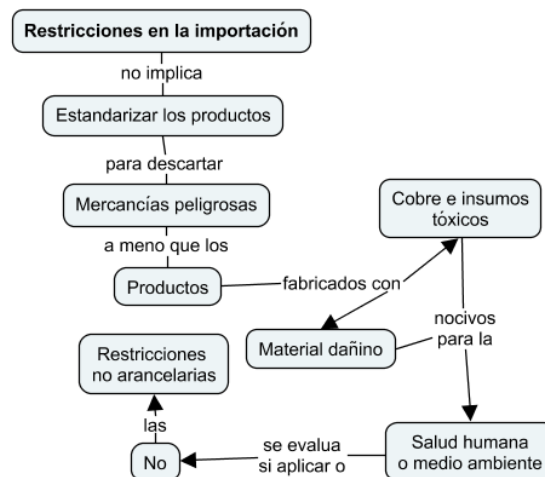 Restricciones en la importación
no implica
Estandarizar los productos
para descartar
Mercancías peligrosas
a meno que los
Productos
fabricados con
Cobre e insumos
tóxicos
Material dañino
nocivos
para la
Salud humana
o medio ambiente
se evalua
si aplicar o
No
las
Restricciones
no arancelarias